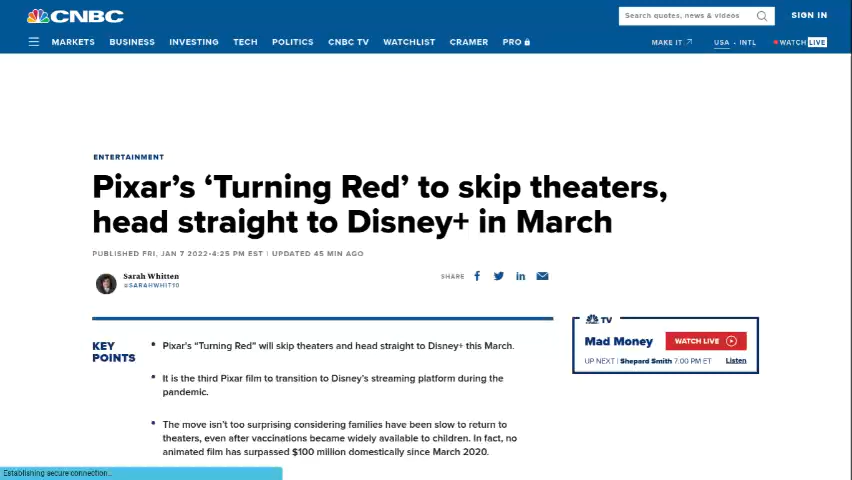 CNBC
Search quotes, news & videos
SIGN IN
MARKETS BUSINESS INVESTING TECH POLITICS CNBC TV WATCHLIST CRAMER PRO
MAKE IT
USA • INTL
WATCH LIVE
ENTERTAINMENT
Pixar’s ‘Turning Red’ to skip theaters,
head straight to Disney+ in March
PUBLISHED FRI, JAN 7 2022•4:25 PM EST | UPDATED 45 MIN AGO
Sarah Whitten
@SARAHWHIT10
SHARE
KEY
POINTS
• Pixar’s “Turning Red” will skip theaters and head straight to Disney+ this March.
• It is the third Pixar film to transition to Disney’s streaming platform during the
pandemic.
• The move isn’t too surprising considering families have been slow to return to
theaters, even after vaccinations became widely available to children. In fact, no
animated film has surpassed $100 million domestically since March 2020.
TV
Mad Money
WATCH LIVE
UP NEXT | Shepard Smith 7:00 PM ET
Listen
Establishing secure connection...